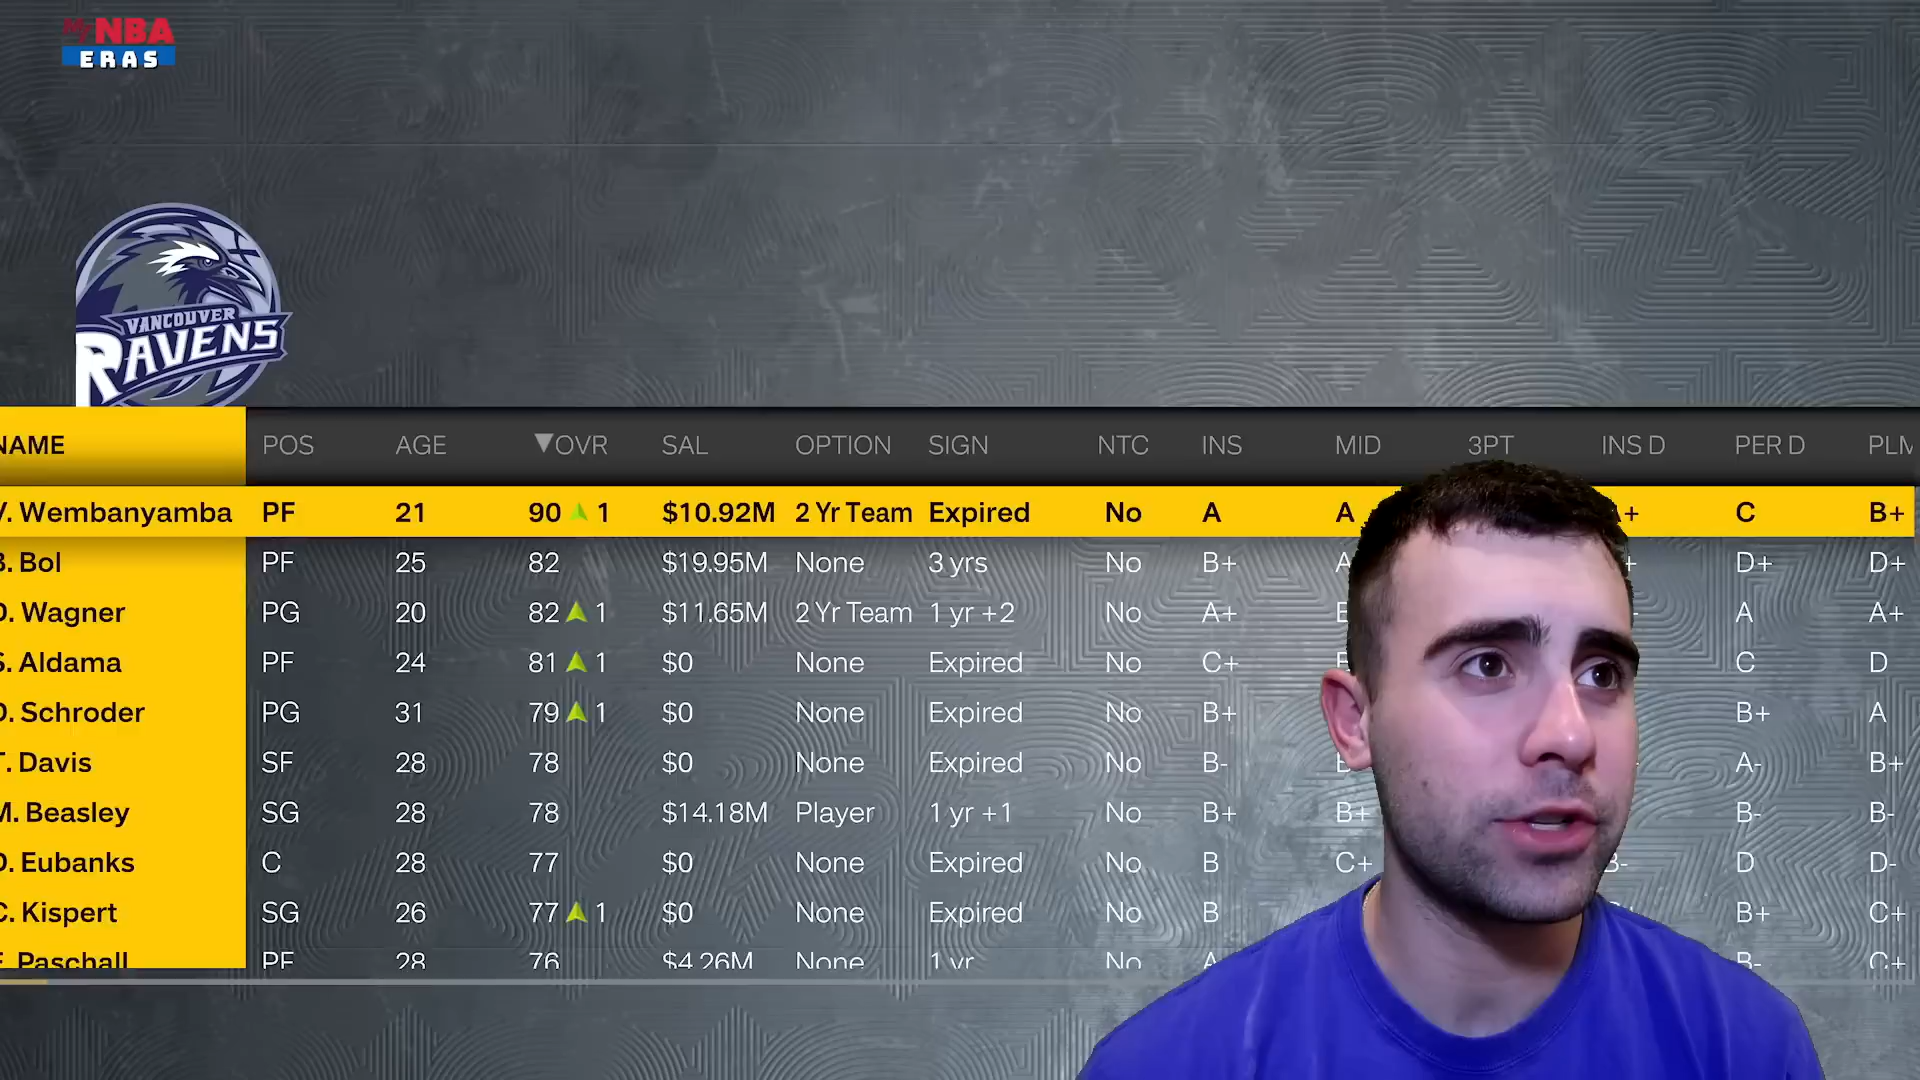 My NBA
ERAS
VANCOUVER
RAVENS
NAME POS AGE ▼OVR SAL OPTION SIGN NTC INS MID 3PT INS D PER D PLM
V. Wembanyamba PF 21 90 ▲ 1 $10.92M 2 Yr Team Expired No A A A+ C B+
B. Bol PF 25 82 $19.95M None 3 yrs No B+ A D+ D+
D. Wagner PG 20 82 ▲ 1 $11.65M 2 Yr Team 1 yr +2 No A+ A A+
S. Aldama PF 24 81 ▲ 1 $0 None Expired No C+ C D
D. Schroder PG 31 79 ▲ 1 $0 None Expired No B+ B+ A
T. Davis SF 28 78 $0 None Expired No B- A- B+
M. Beasley SG 28 78 $14.18M Player 1 yr +1 No B+ B+ B- B-
D. Eubanks C 28 77 $0 None Expired No B C+ B- D D-
C. Kispert SG 26 77 ▲ 1 $0 None Expired No B B+ C+
Paschall PF 28 76 $4.26M None 1 yr No A B- C+